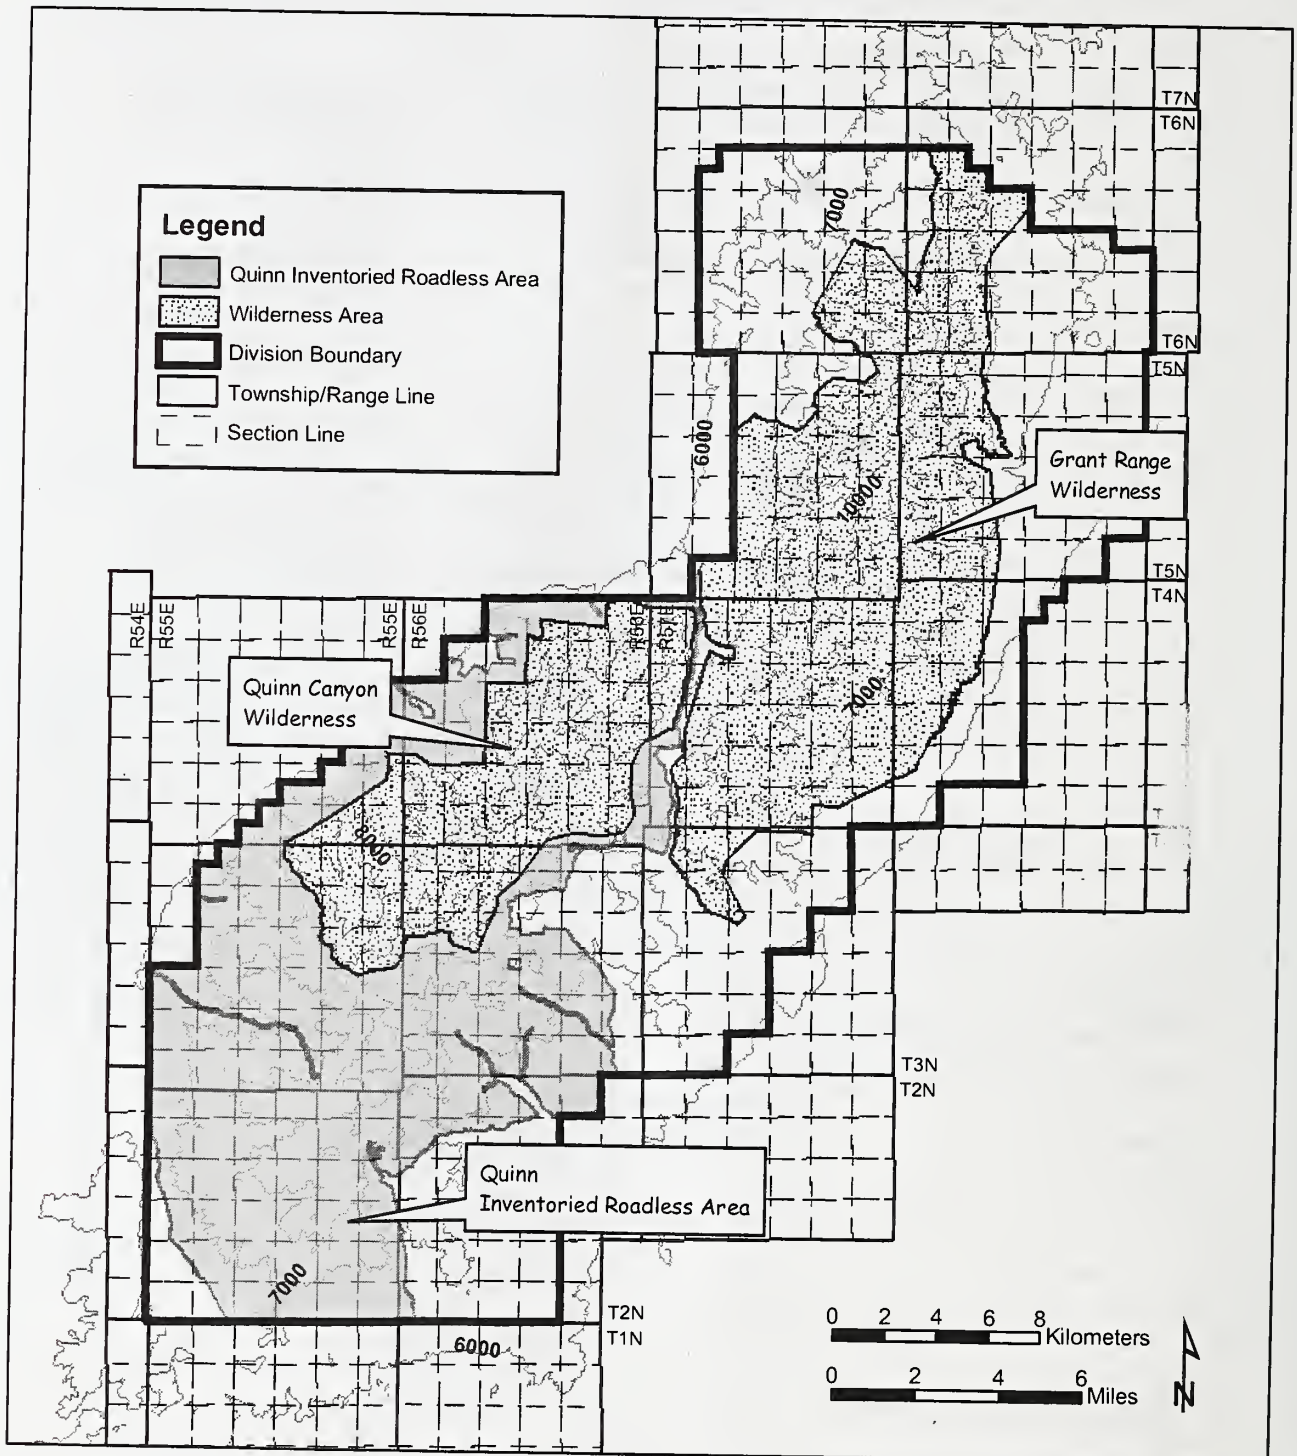 T7N
T6N
Legend
Quinn Inventoried Roadless Area
Wilderness Area
Division Boundary
Township/Range Line
Section Line
7000
T6N
T5N
6000
Grant Range
Wilderness
10000
T5N
T4N
R54E
R55E
R55E
R56E
R56E
R57E
Quinn Canyon
Wilderness
7000
8000
T3N
T2N
Quinn
Inventoried Roadless Area
7000
T2N
T1N
6000
0 2 4 6 8
Kilometers
0 2 4 6
Miles
N